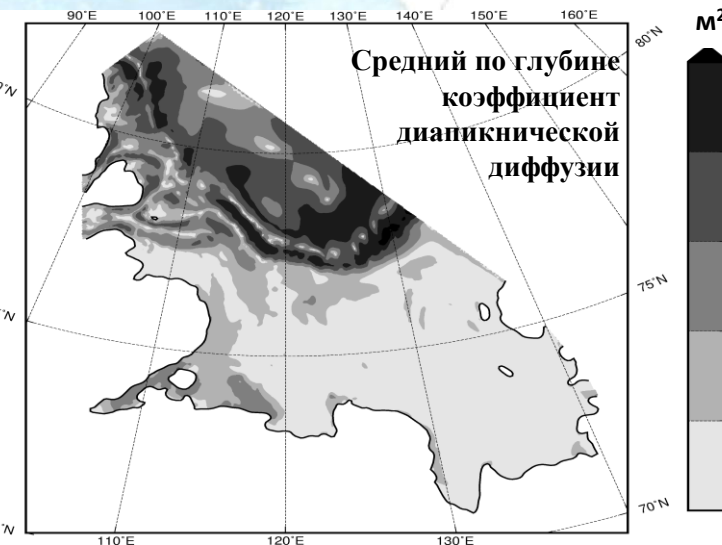 90°E 100°E 110°E 120°E 130°E 140°E 150°E 160°E
80°N
м²
Средний по глубине
коэффициент
диапикнической
диффузии
75°N
70°N
110°E 120°E 130°E